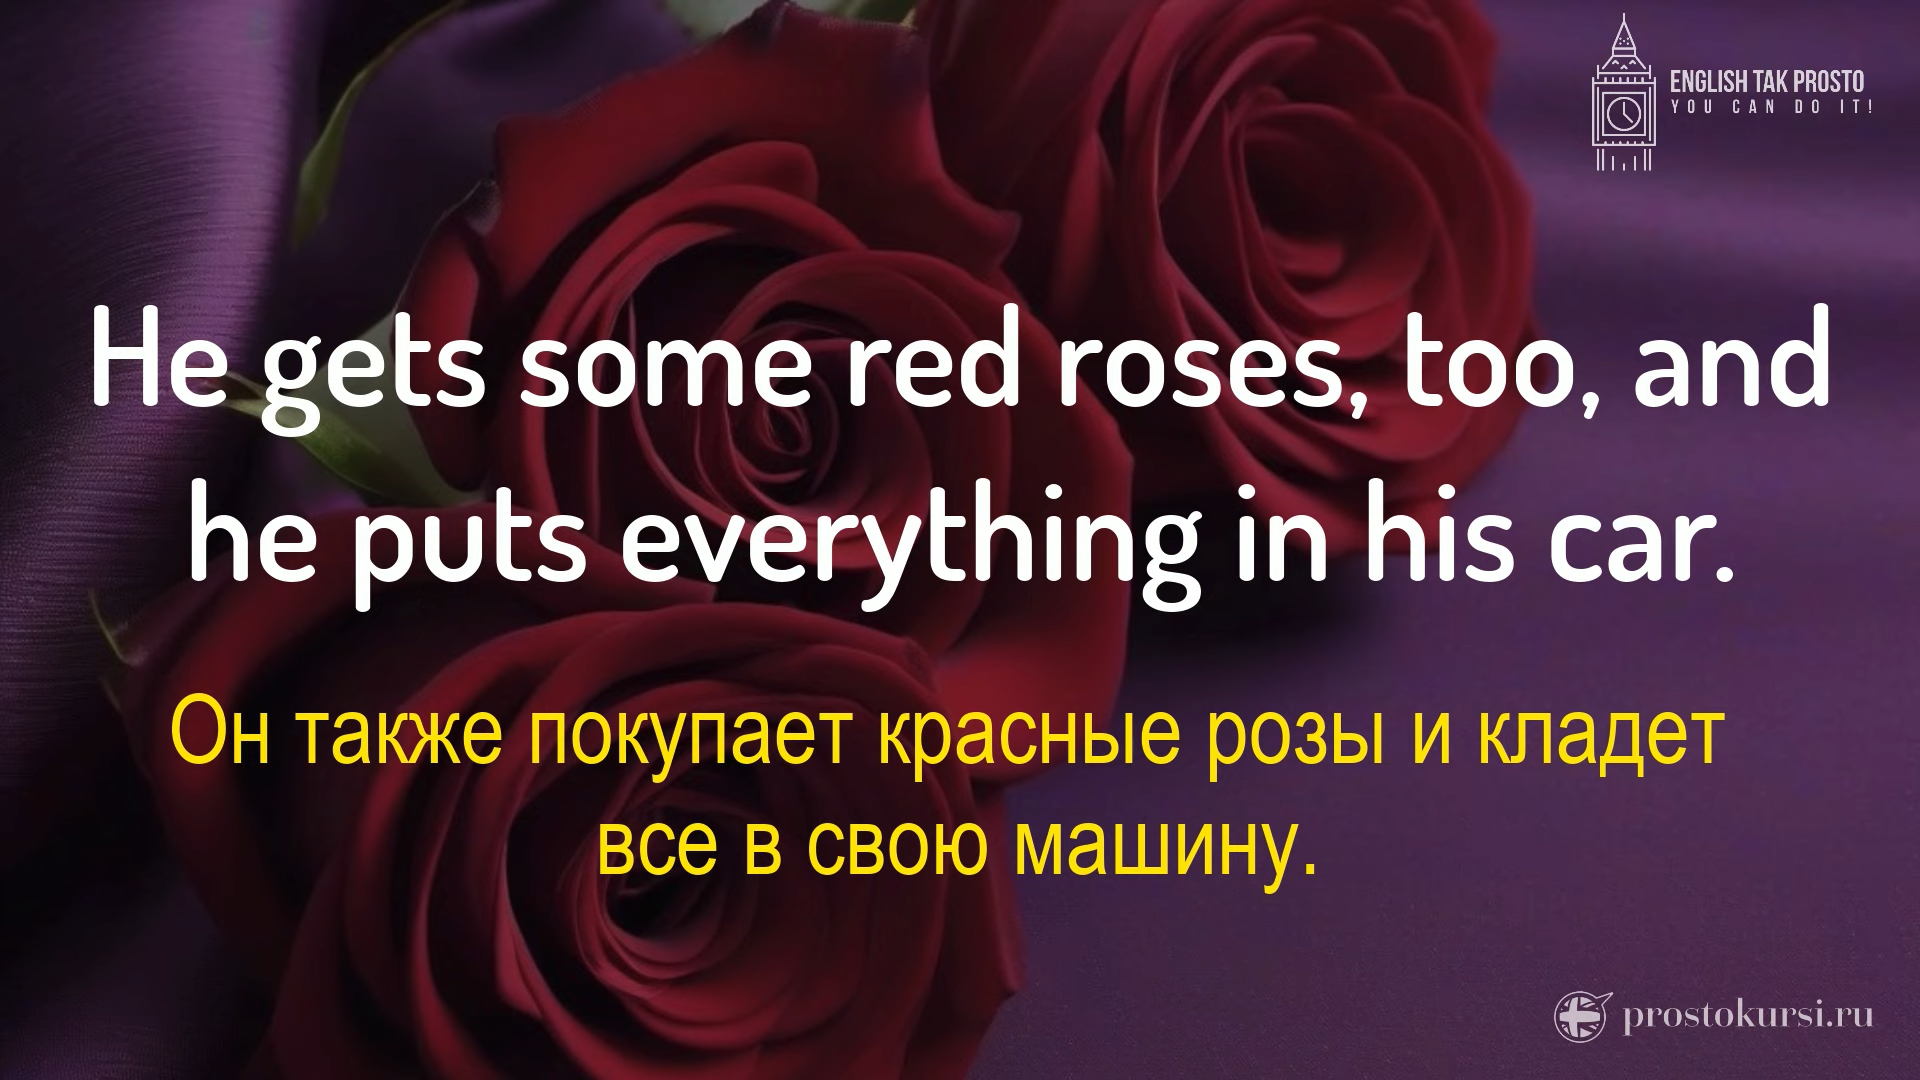 ENGLISH TAK PROSTO
YOU CAN DO IT!
He gets some red roses, too, and
he puts everything in his car.
Он также покупает красные розы и кладет
все в свою машину.
prostokursi.ru